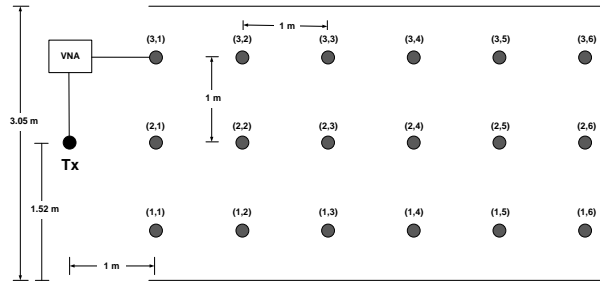 1 m
(3,1) (3,2) (3,3) (3,4) (3,5) (3,6)
VNA
1 m
3.05 m
(2,1) (2,2) (2,3) (2,4) (2,5) (2,6)
Tx
1.52 m
(1,1) (1,2) (1,3) (1,4) (1,5) (1,6)
1 m